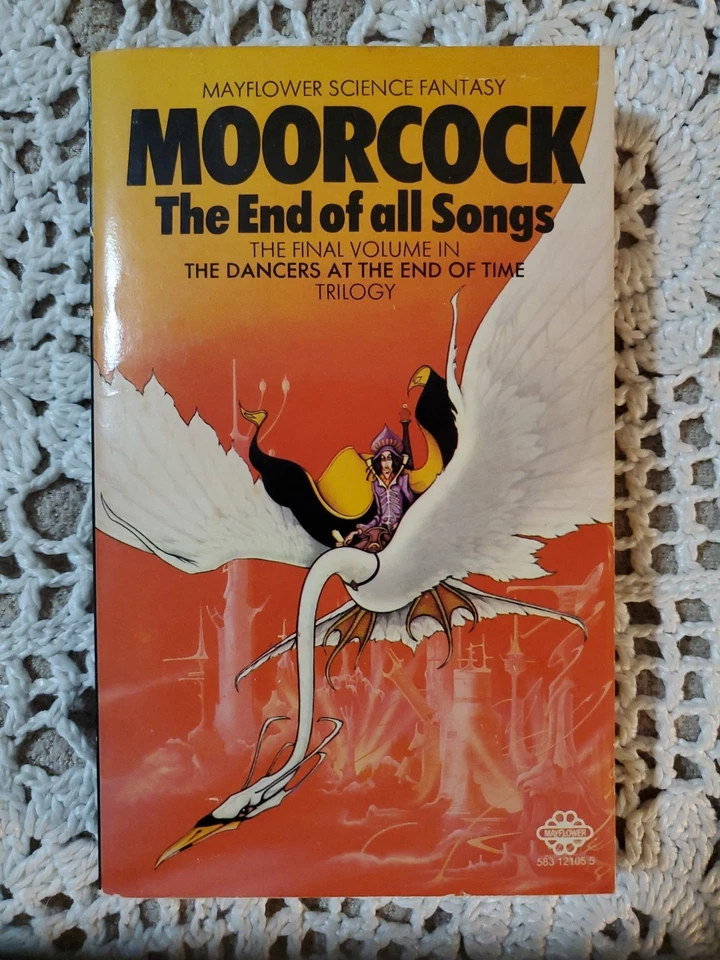 MAYFLOWER SCIENCE FANTASY
MOORCOCK
The End of all Songs
THE FINAL VOLUME IN
THE DANCERS AT THE END OF TIME
TRILOGY
MAYFLOWER
583 12105 5